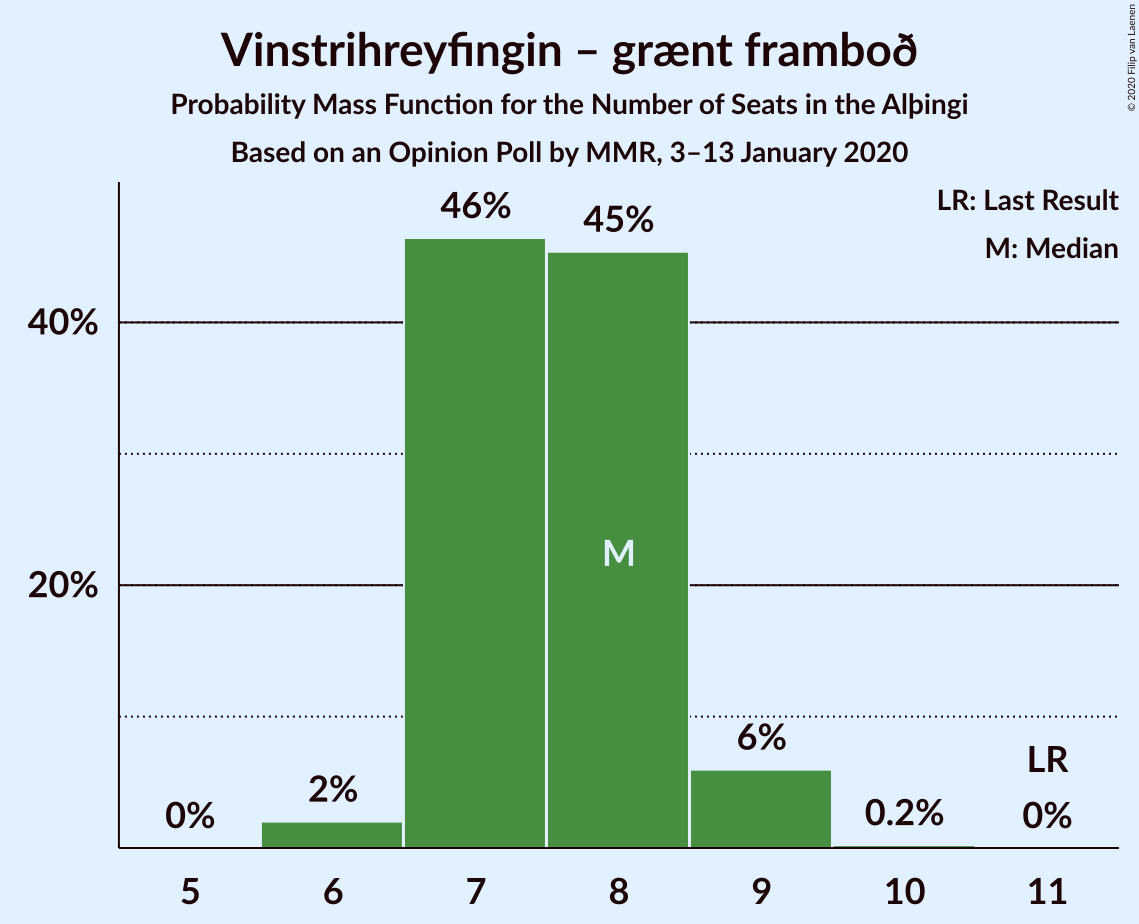 Vinstrihreyfingin – grænt framboð
Probability Mass Function for the Number of Seats in the Alþingi
Based on an Opinion Poll by MMR, 3–13 January 2020
© 2020 Filip van Laenen
LR: Last Result
M: Median
46%
45%
40%
M
20%
6%
LR
2%
0%
0.2%
0%
5 6 7 8 9 10 11